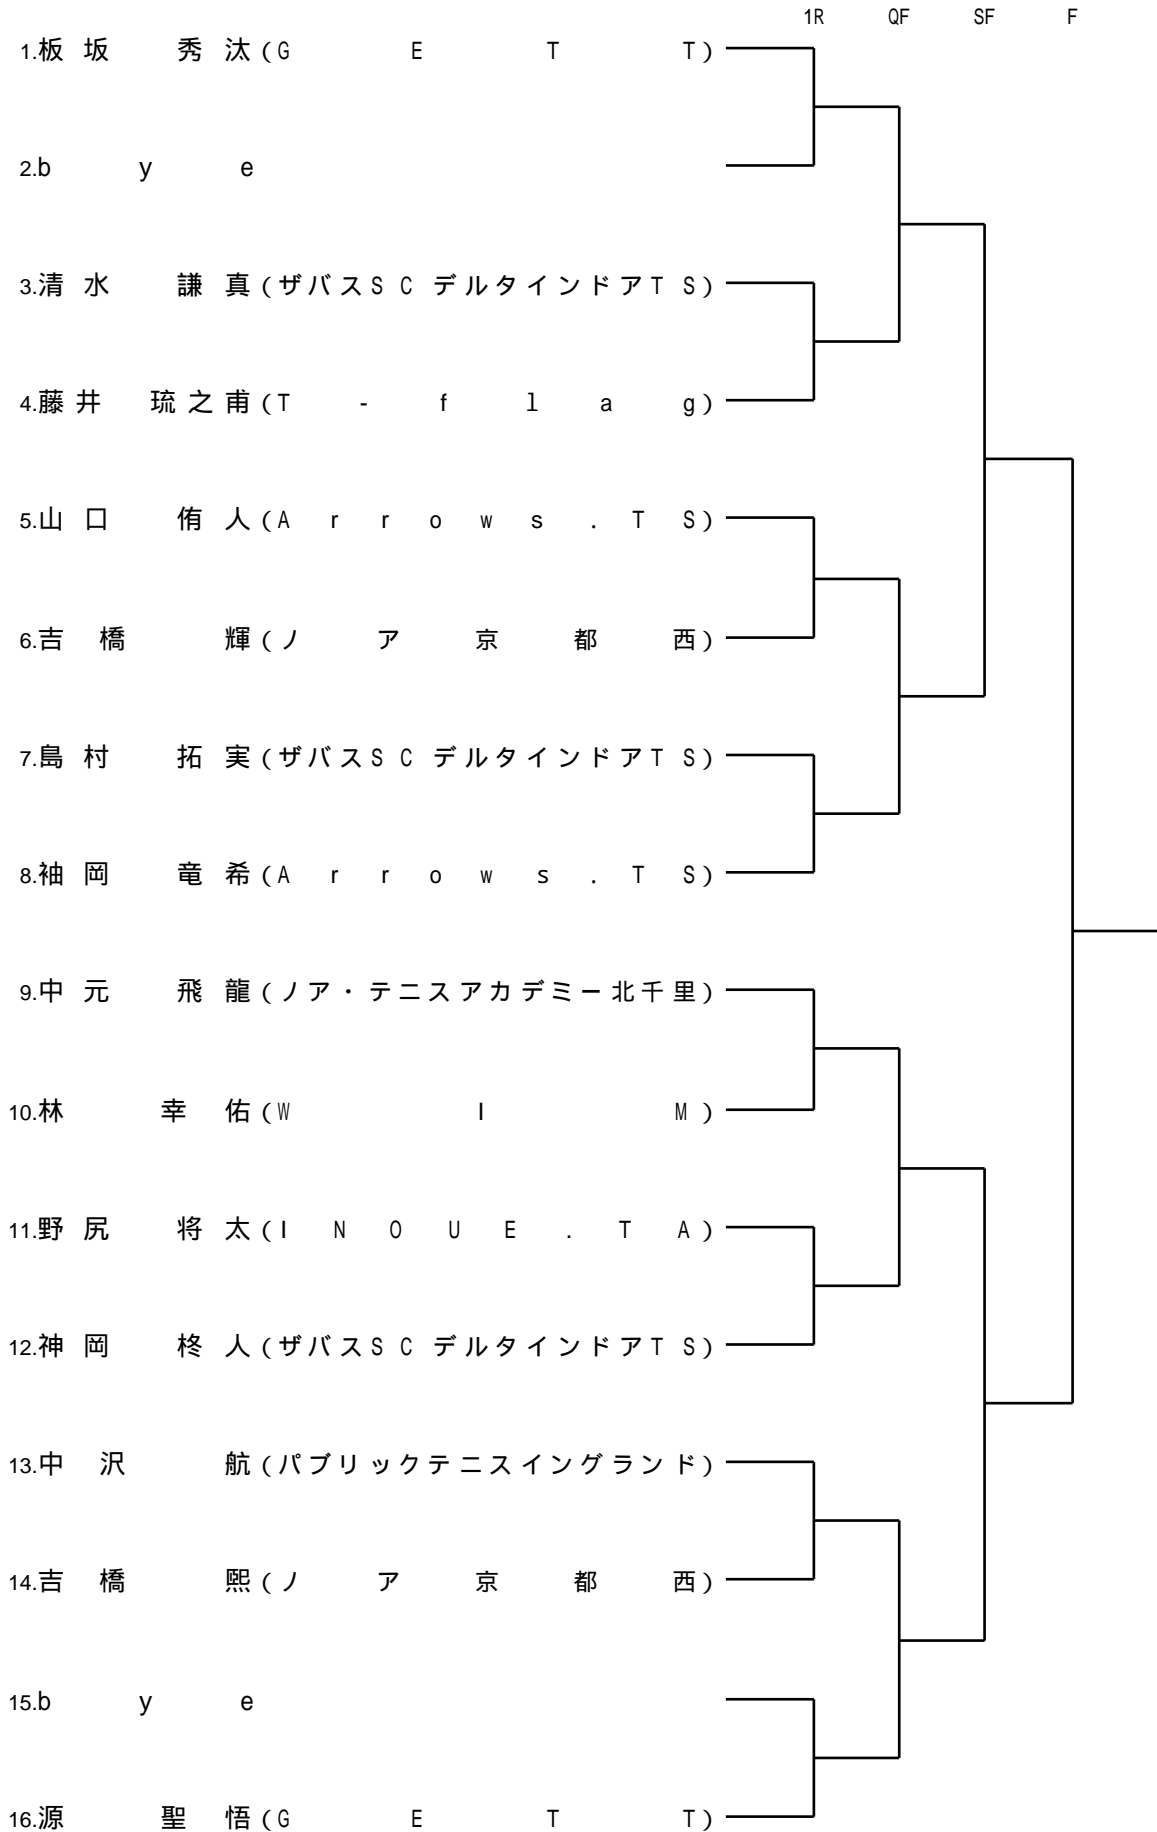 1R QF SF F
1.板坂 秀汰(GETT)
2.bye
3.清水 謙真(ザバスSCデルタインドアTS)
4.藤井 琉之甫(T-flag)
5.山口 侑人(Arrows.TS)
6.吉橋 輝(ノア京都西)
7.島村 拓実(ザバスSCデルタインドアTS)
8.袖岡 竜希(Arrows.TS)
9.中元 飛龍(ノア・テニスアカデミー北千里)
10.林 幸佑(WIM)
11.野尻 将太(INOUE.TA)
12.神岡 柊人(ザバスSCデルタインドアTS)
13.中沢 航(パブリックテニスイングランド)
14.吉橋 熙(ノア京都西)
15.bye
16.源 聖悟(GETT)